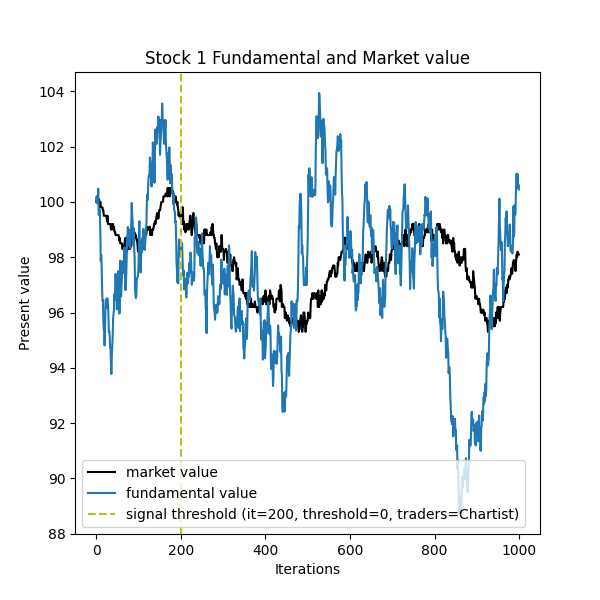 Stock 1 Fundamental and Market value
104
102
100
98
96
94
92
90
88
Present value
market value
fundamental value
signal threshold (it=200, threshold=0, traders=Chartist)
0 200 400 600 800 1000
Iterations